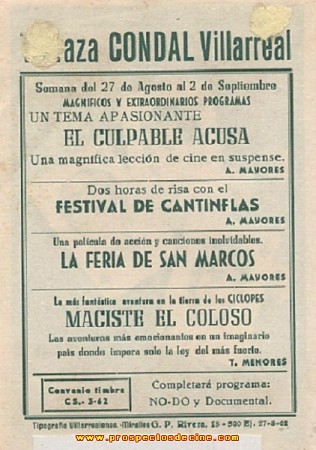 aza CONDAL Villarreal
Semana del 27 de Agosto al 2 de Septiembre
MAGNIFICOS Y EXTRAORDINARIOS PROGRAMAS
UN TEMA APASIONANTE
EL CULPABLE ACUSA
Una magnífica lección de cine en suspense.
A. MAYORES
Dos horas de risa con el
FESTIVAL DE CANTINFLAS
A. MAYORES
Una película de acción y canciones inolvidables.
LA FERIA DE SAN MARCOS
A. MAYORES
La más fantástica aventura en la tierra de los CICLOPES
MACISTE EL COLOSO
Las aventuras más emocionantes en un imaginario
país donde impera solo la ley del más fuerte.
T. MENORES
Convenio timbre
CS.- 3-62
Completará programa:
NO-DO y Documental.
Tipografía Villarrealense. -Miralles G. P. Rivera, 15 - 500 Ej. 27-8-62
www.prospectosdecine.com